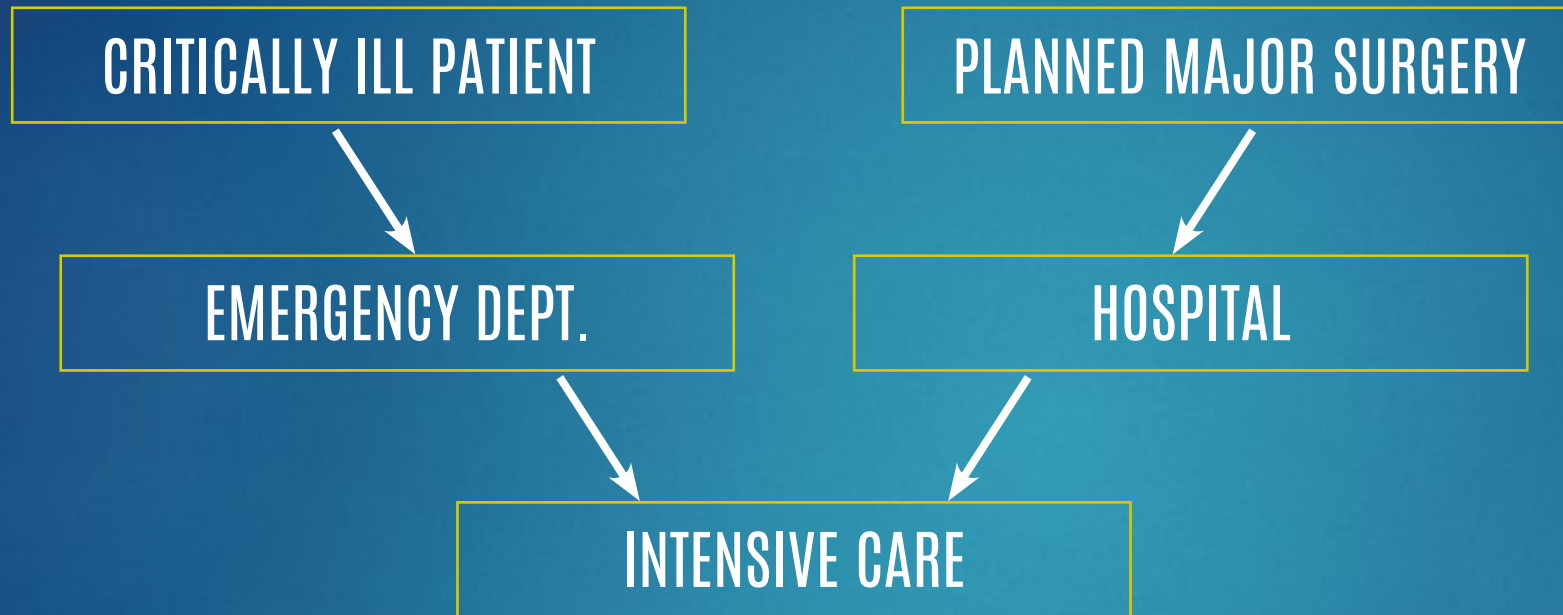 CRITICALLY ILL PATIENT
PLANNED MAJOR SURGERY
EMERGENCY DEPT.
HOSPITAL
INTENSIVE CARE